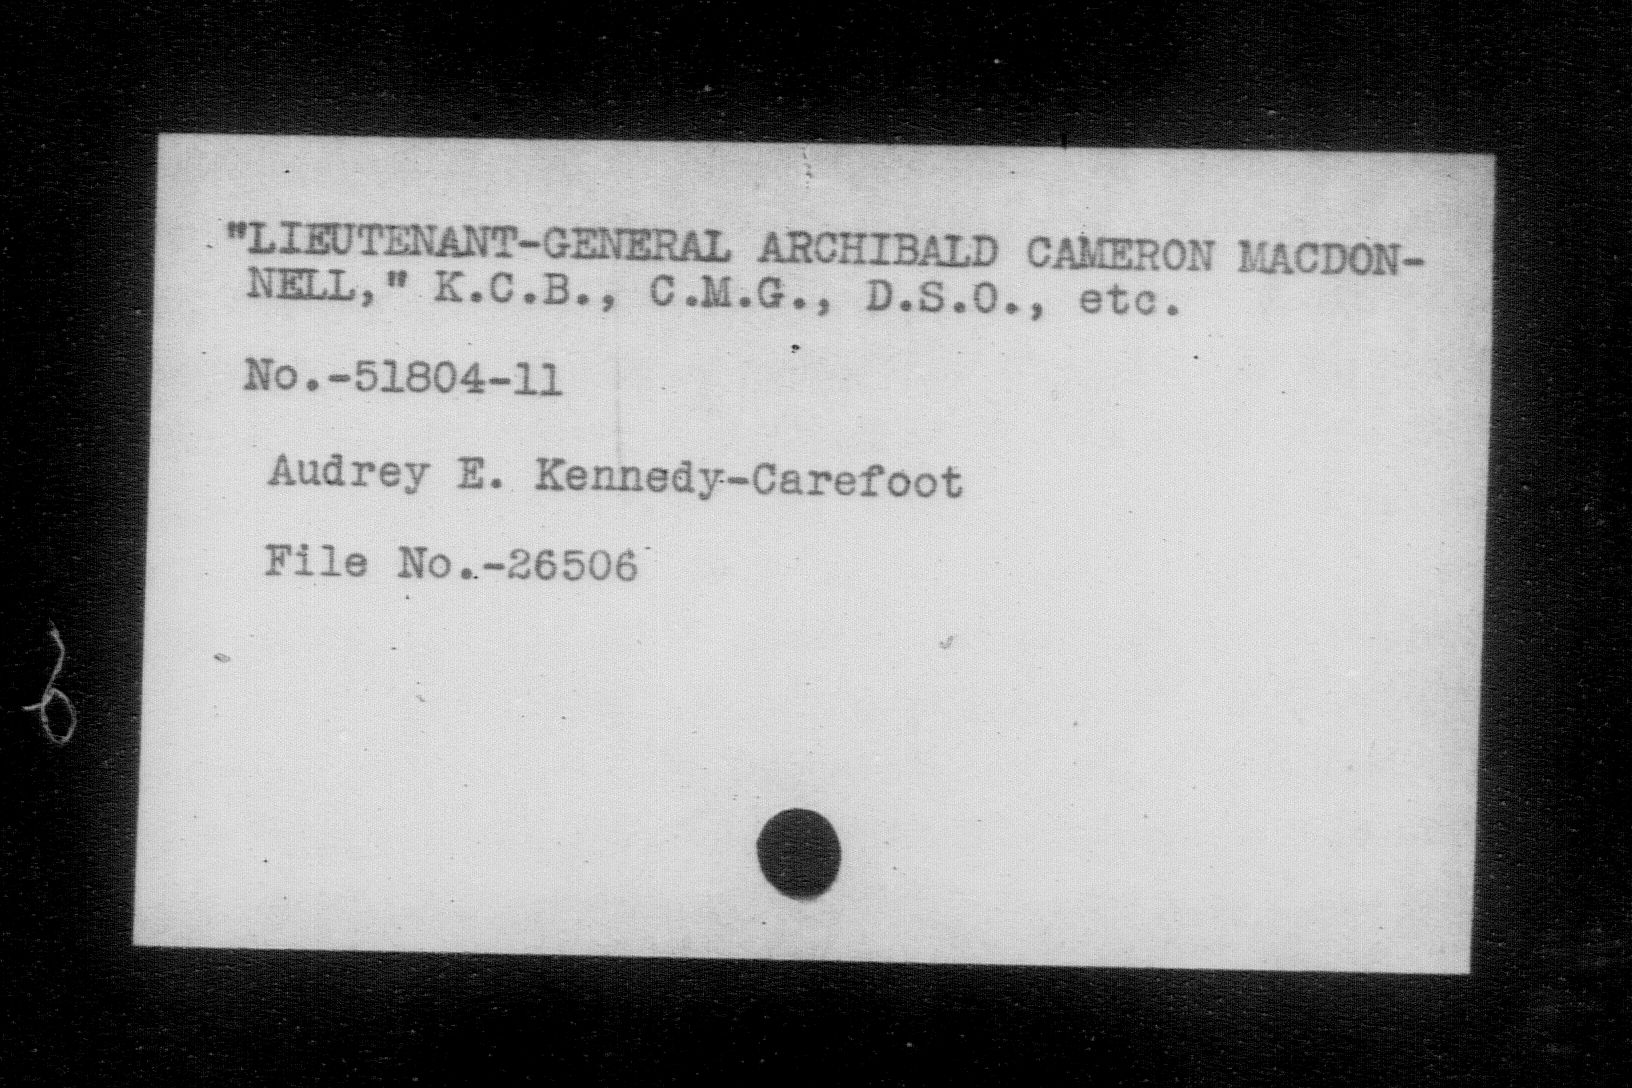 "LIEUTENANT-GENERAL ARCHIBALD CAMERON MACDON-
NELL," K.C.B., C.M.G., D.S.O., etc.
No.-51804-11
Audrey E. Kennedy-Carefoot
File No.-26506